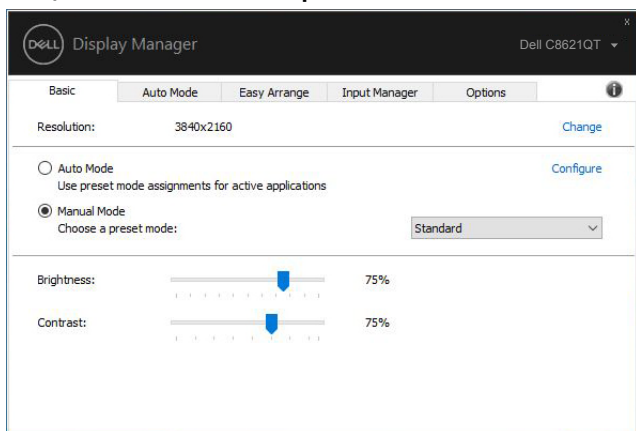 x
DELL Display Manager Dell C8621QT
Basic Auto Mode Easy Arrange Input Manager Options
Resolution: 3840x2160 Change
Auto Mode Configure
Use preset mode assignments for active applications
Manual Mode
Choose a preset mode: Standard
Brightness: 75%
Contrast: 75%